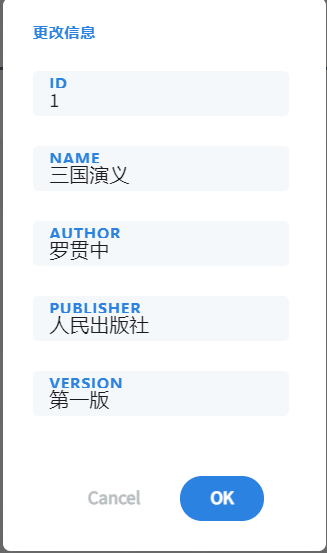 更改信息
ID
1
NAME
三国演义
AUTHOR
罗贯中
PUBLISHER
人民出版社
VERSION
第一版
Cancel
OK